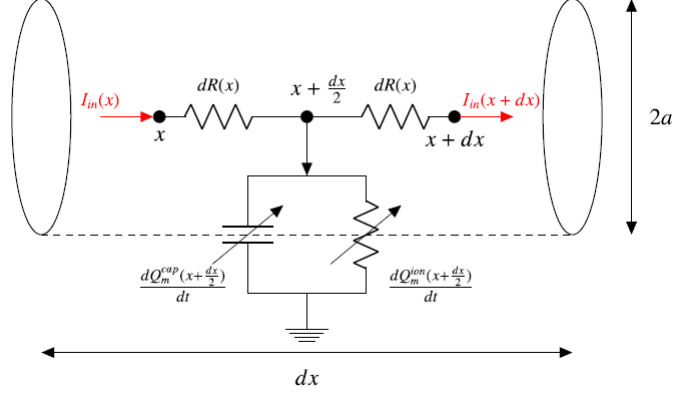 dR(x)
x + dx/2
dR(x)
I_in(x)
I_in(x + dx)
2a
x
x + dx
dQ_m^cap(x+dx/2)/dt
dQ_m^ion(x+dx/2)/dt
dx